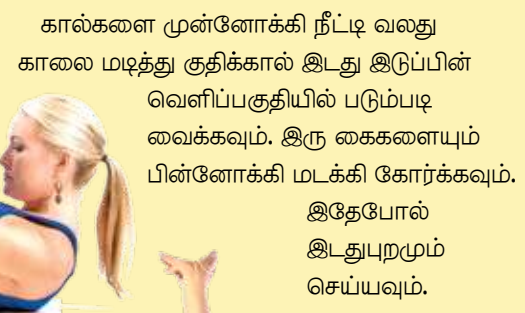 கால்களை முன்னோக்கி நீட்டி வலது
காலை மடித்து குதிக்கால் இடது இடுப்பின்
வெளிப்பகுதியில் படும்படி
வைக்கவும். இரு கைகளையும்
பின்னோக்கி மடக்கி கோர்க்கவும்.
இதேபோல்
இடதுபுறமும்
செய்யவும்.